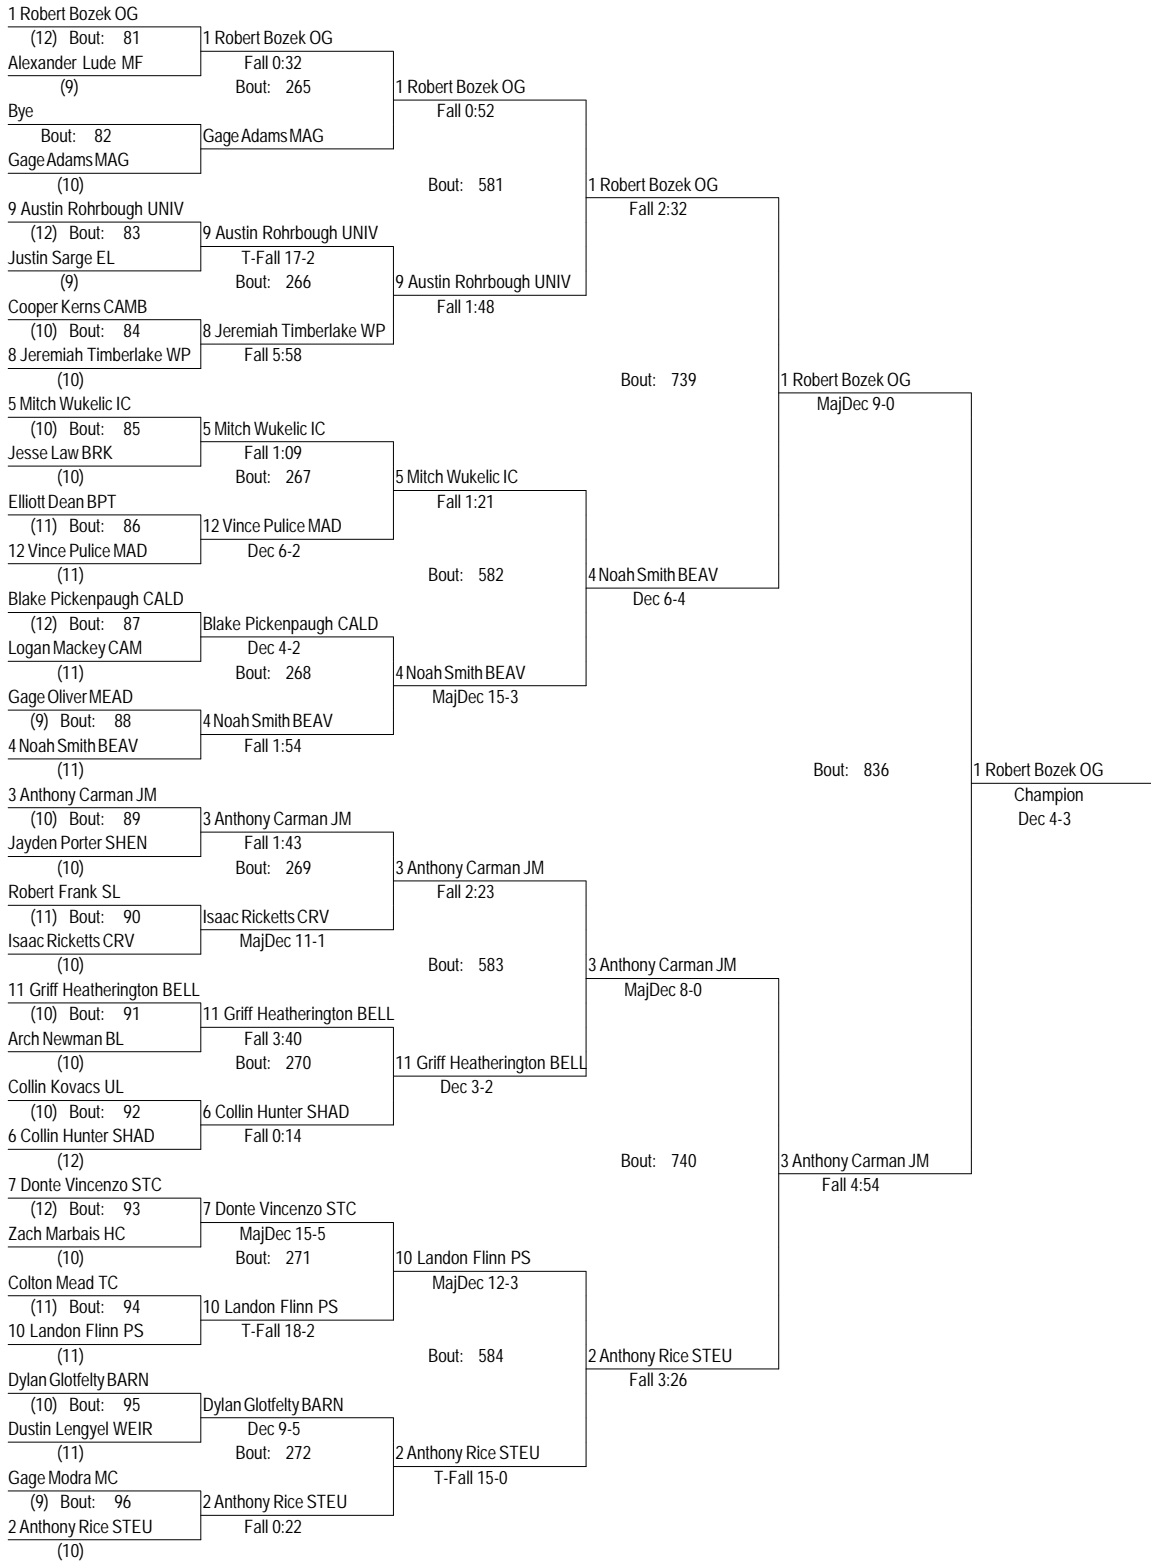 1 Robert Bozek OG
(12) Bout: 81
1 Robert Bozek OG
Alexander Lude MF
Fall 0:32
(9)
Bout: 265
1 Robert Bozek OG
Bye
Fall 0:52
Bout: 82
Gage Adams MAG
Gage Adams MAG
(10)
Bout: 581
1 Robert Bozek OG
9 Austin Rohrbough UNIV
Fall 2:32
(12) Bout: 83
9 Austin Rohrbough UNIV
Justin Sarge EL
T-Fall 17-2
(9)
Bout: 266
9 Austin Rohrbough UNIV
Cooper Kerns CAMB
Fall 1:48
(10) Bout: 84
8 Jeremiah Timberlake WP
8 Jeremiah Timberlake WP
Fall 5:58
(10)
Bout: 739
1 Robert Bozek OG
5 Mitch Wukelic IC
MajDec 9-0
(10) Bout: 85
5 Mitch Wukelic IC
Jesse Law BRK
Fall 1:09
(10)
Bout: 267
5 Mitch Wukelic IC
Elliott Dean BPT
Fall 1:21
(11) Bout: 86
12 Vince Pulice MAD
12 Vince Pulice MAD
Dec 6-2
(11)
Bout: 582
4 Noah Smith BEAV
Blake Pickenpaugh CALD
Dec 6-4
(12) Bout: 87
Blake Pickenpaugh CALD
Logan Mackey CAM
Dec 4-2
(11)
Bout: 268
4 Noah Smith BEAV
Gage Oliver MEAD
MajDec 15-3
(9) Bout: 88
4 Noah Smith BEAV
4 Noah Smith BEAV
Fall 1:54
(11)
Bout: 836
1 Robert Bozek OG
3 Anthony Carman JM
Champion
(10) Bout: 89
3 Anthony Carman JM
Dec 4-3
Jayden Porter SHEN
Fall 1:43
(10)
Bout: 269
3 Anthony Carman JM
Robert Frank SL
Fall 2:23
(11) Bout: 90
Isaac Ricketts CRV
Isaac Ricketts CRV
MajDec 11-1
(10)
Bout: 583
3 Anthony Carman JM
11 Griff Heatherington BELL
MajDec 8-0
(10) Bout: 91
11 Griff Heatherington BELL
Arch Newman BL
Fall 3:40
(10)
Bout: 270
11 Griff Heatherington BELL
Collin Kovacs UL
Dec 3-2
(10) Bout: 92
6 Collin Hunter SHAD
6 Collin Hunter SHAD
Fall 0:14
(12)
Bout: 740
3 Anthony Carman JM
7 Donte Vincenzo STC
Fall 4:54
(12) Bout: 93
7 Donte Vincenzo STC
Zach Marbais HC
MajDec 15-5
(10)
Bout: 271
10 Landon Flinn PS
Colton Mead TC
MajDec 12-3
(11) Bout: 94
10 Landon Flinn PS
10 Landon Flinn PS
T-Fall 18-2
(11)
Bout: 584
2 Anthony Rice STEU
Dylan Glotfelty BARN
Fall 3:26
(10) Bout: 95
Dylan Glotfelty BARN
Dustin Lengyel WEIR
Dec 9-5
(11)
Bout: 272
2 Anthony Rice STEU
Gage Modra MC
T-Fall 15-0
(9) Bout: 96
2 Anthony Rice STEU
2 Anthony Rice STEU
Fall 0:22
(10)